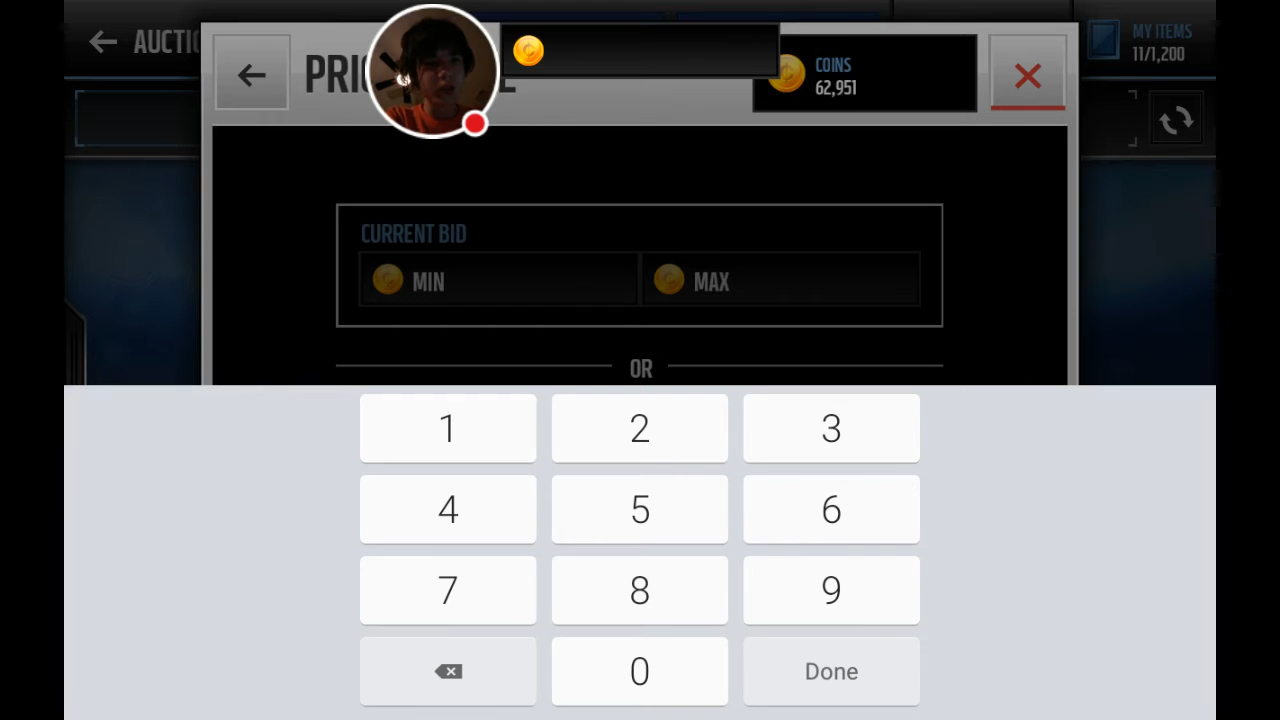 AUCTI
PRI
COINS
62,951
MY ITEMS
11/1,200
CURRENT BID
MIN
MAX
OR
1 2 3
4 5 6
7 8 9
0 Done